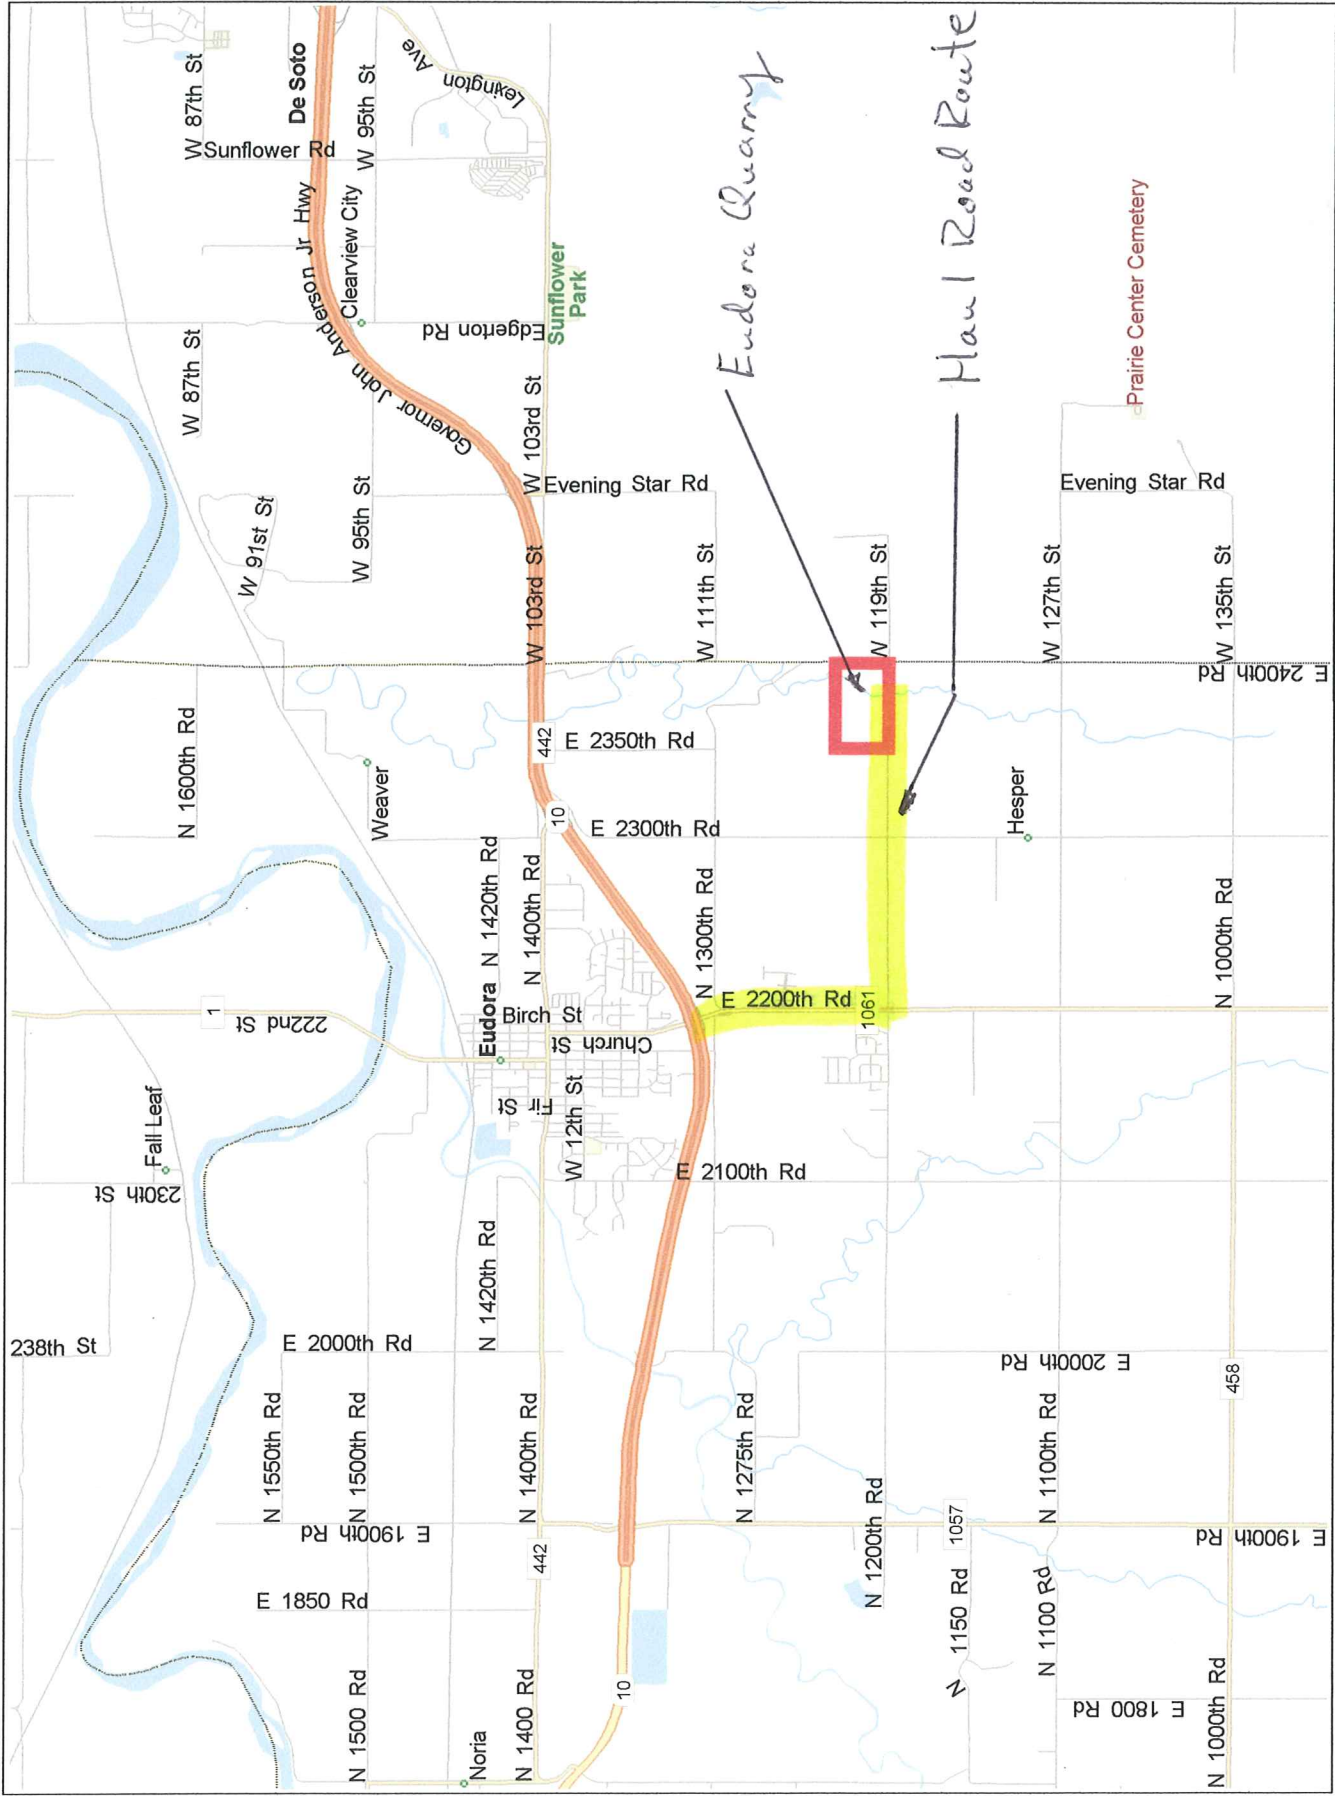 W 87th St
De Soto
W 95th St
Lexington Ave
Sunflower Rd
Governor John Anderson Jr Hwy
Clearview City
W 87th St
Edgerton Rd
Sunflower
Park
W 103rd St
Eudora Quarry
Haul Road Route
Prairie Center Cemetery
W 91st St
W 95th St
Evening Star Rd
Evening Star Rd
W 103rd St
W 111th St
W 119th St
W 127th St
W 135th St
E 2400th Rd
N 1600th Rd
Weaver
442
E 2350th Rd
10
E 2300th Rd
Hesper
N 1420th Rd
N 1400th Rd
N 1300th Rd
N 1000th Rd
1
222nd St
Eudora
Birch St
Church St
E 2200th Rd
1061
Fall Leaf
230th St
Fir St
W 12th St
E 2100th Rd
N 1420th Rd
238th St
E 2000th Rd
E 2000th Rd
458
N 1550th Rd
N 1500th Rd
N 1400th Rd
N 1275th Rd
N 1200th Rd
N 1100th Rd
E 1900th Rd
442
1057
E 1900th Rd
E 1850 Rd
N 1150 Rd
N 1100 Rd
N
10
E 1800 Rd
N 1500 Rd
Noria
N 1400 Rd
N 1000th Rd